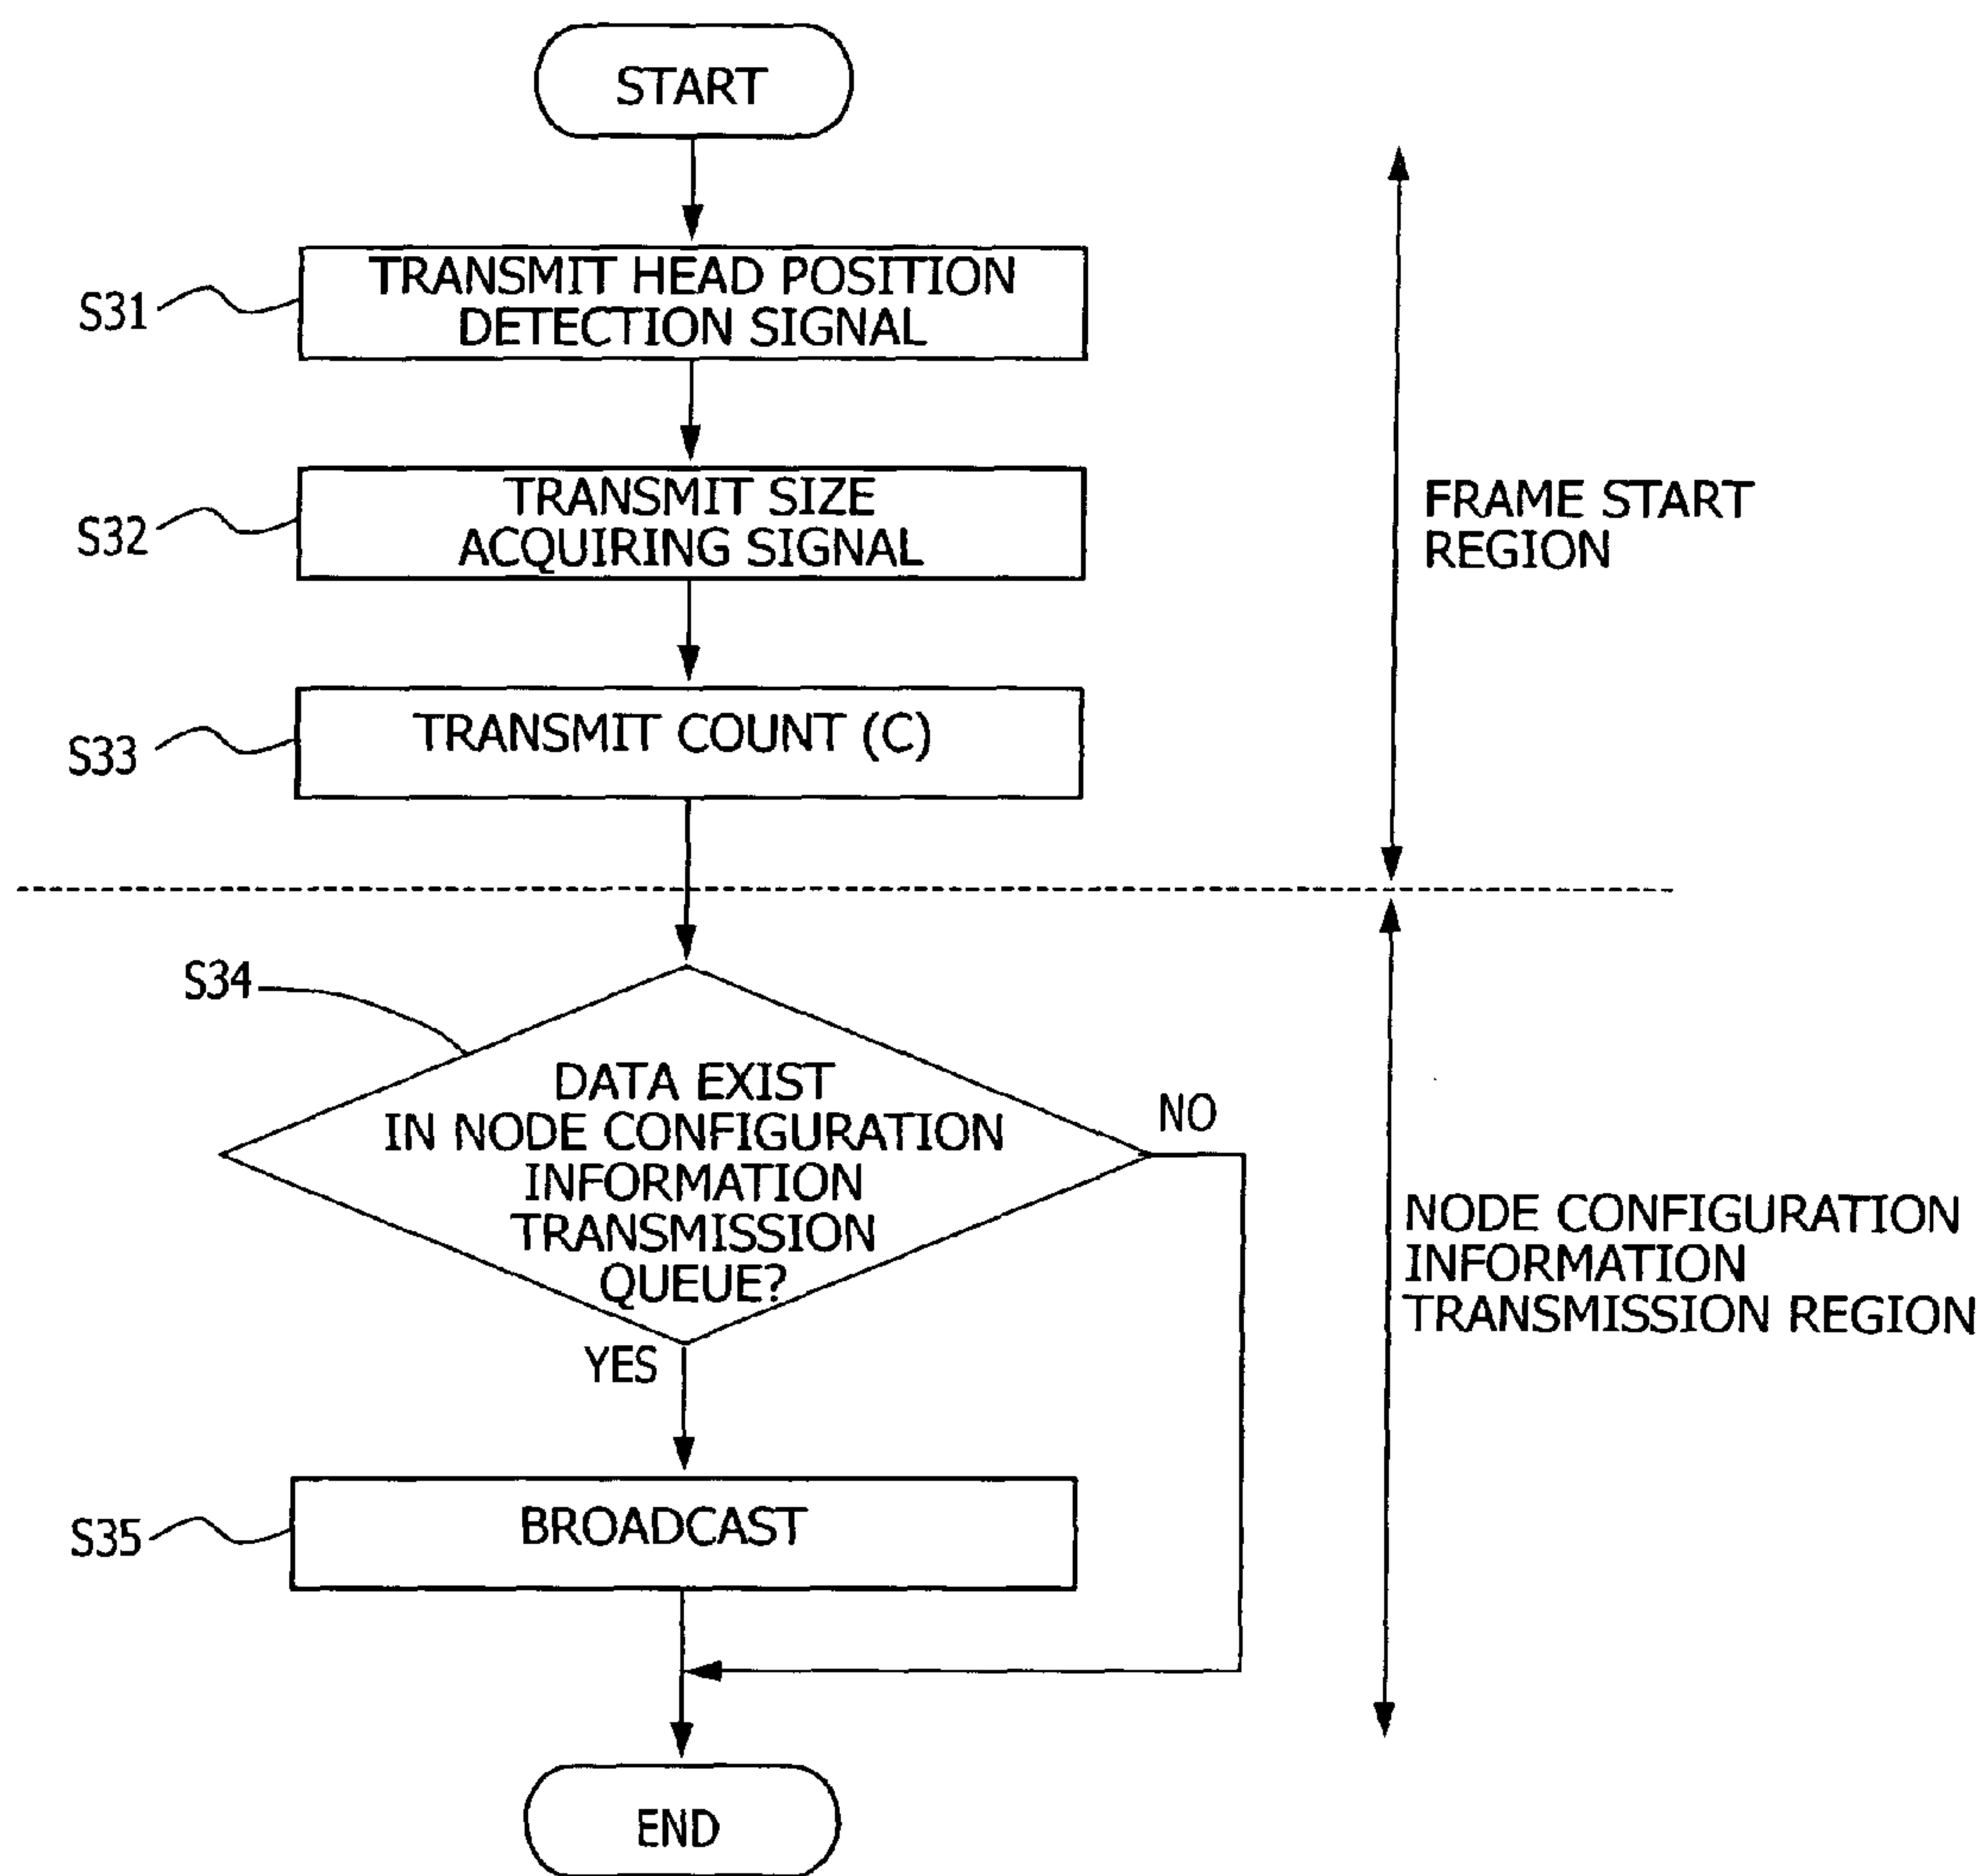 START
S31
TRANSMIT HEAD POSITION
DETECTION SIGNAL
S32
TRANSMIT SIZE
ACQUIRING SIGNAL
FRAME START
REGION
S33
TRANSMIT COUNT (C)
S34
DATA EXIST
IN NODE CONFIGURATION
INFORMATION
TRANSMISSION
QUEUE?
NO
YES
NODE CONFIGURATION
INFORMATION
TRANSMISSION REGION
S35
BROADCAST
END